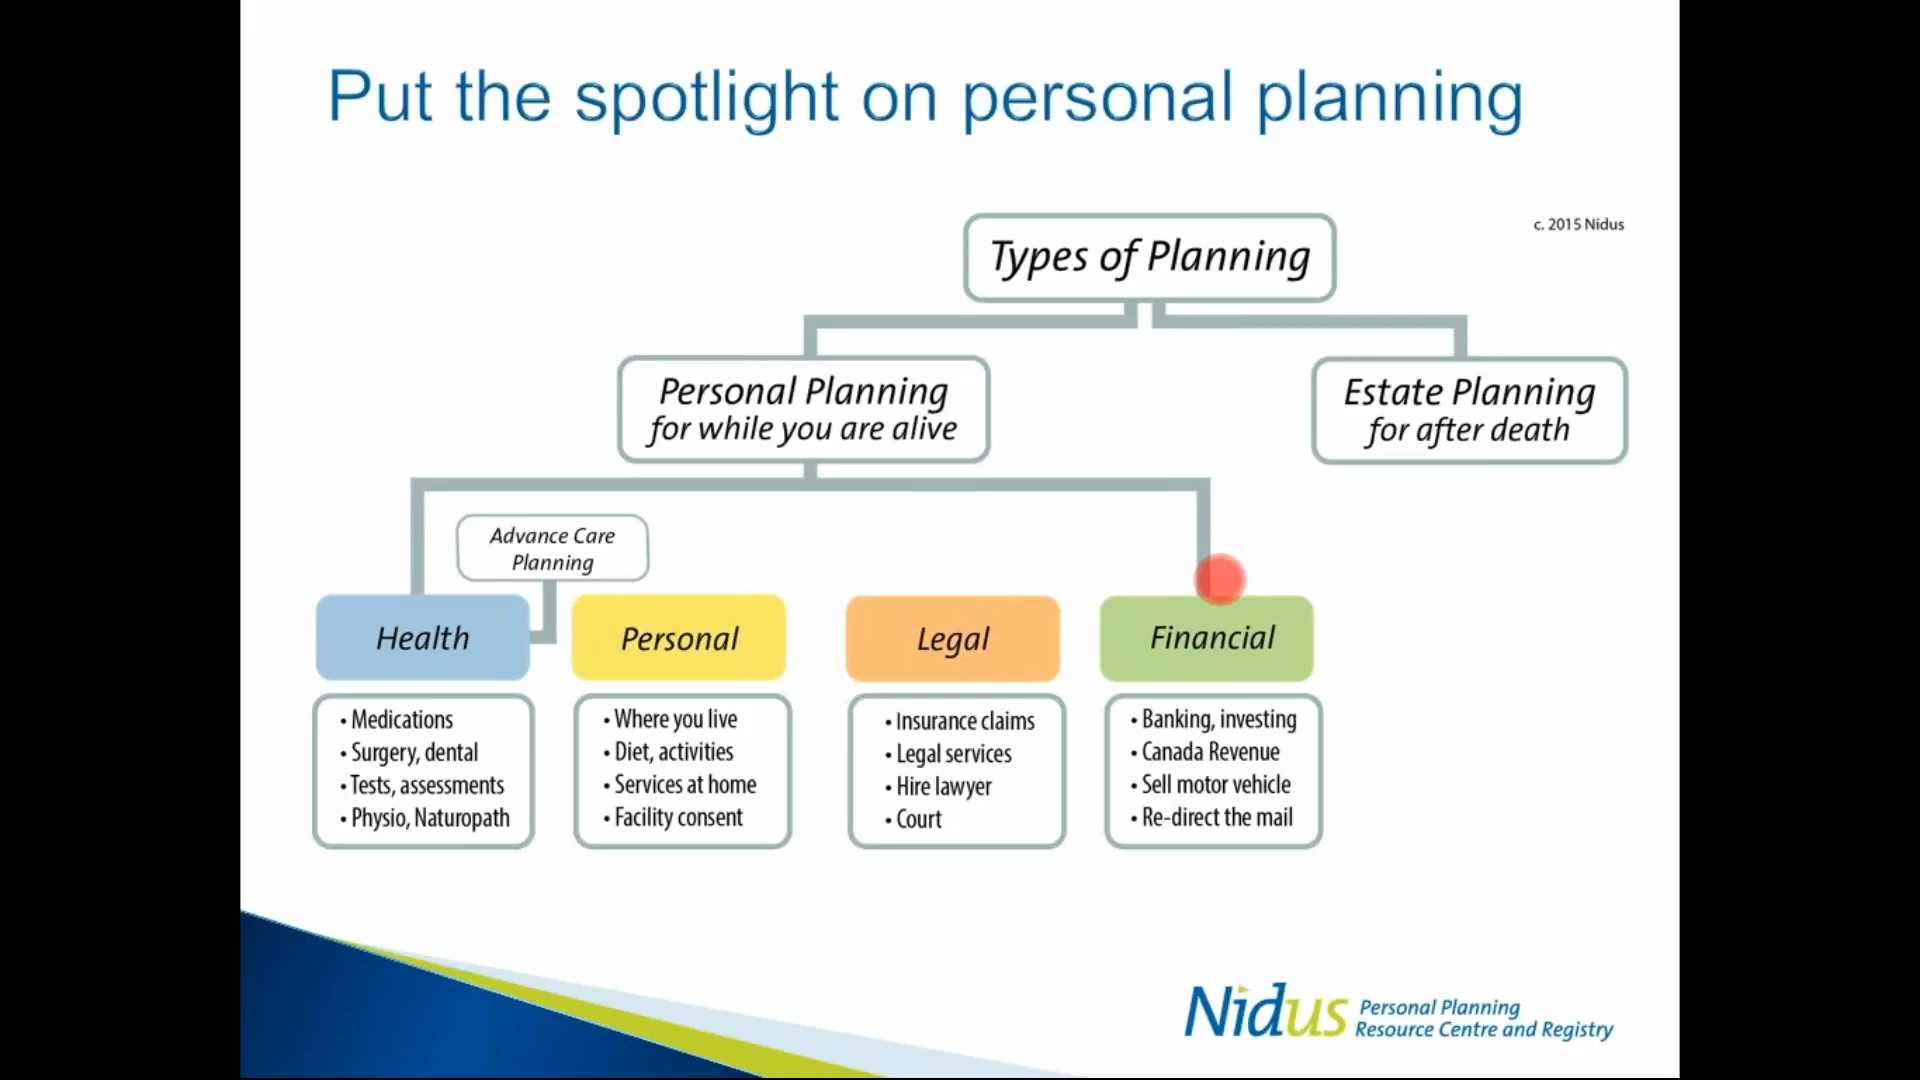 Put the spotlight on personal planning
c. 2015 Nidus
Types of Planning
Personal Planning
for while you are alive
Estate Planning
for after death
Advance Care
Planning
Health
• Medications
• Surgery, dental
• Tests, assessments
• Physio, Naturopath
Personal
• Where you live
• Diet, activities
• Services at home
• Facility consent
Legal
• Insurance claims
• Legal services
• Hire lawyer
• Court
Financial
• Banking, investing
• Canada Revenue
• Sell motor vehicle
• Re-direct the mail
Nidus
Personal Planning
Resource Centre and Registry